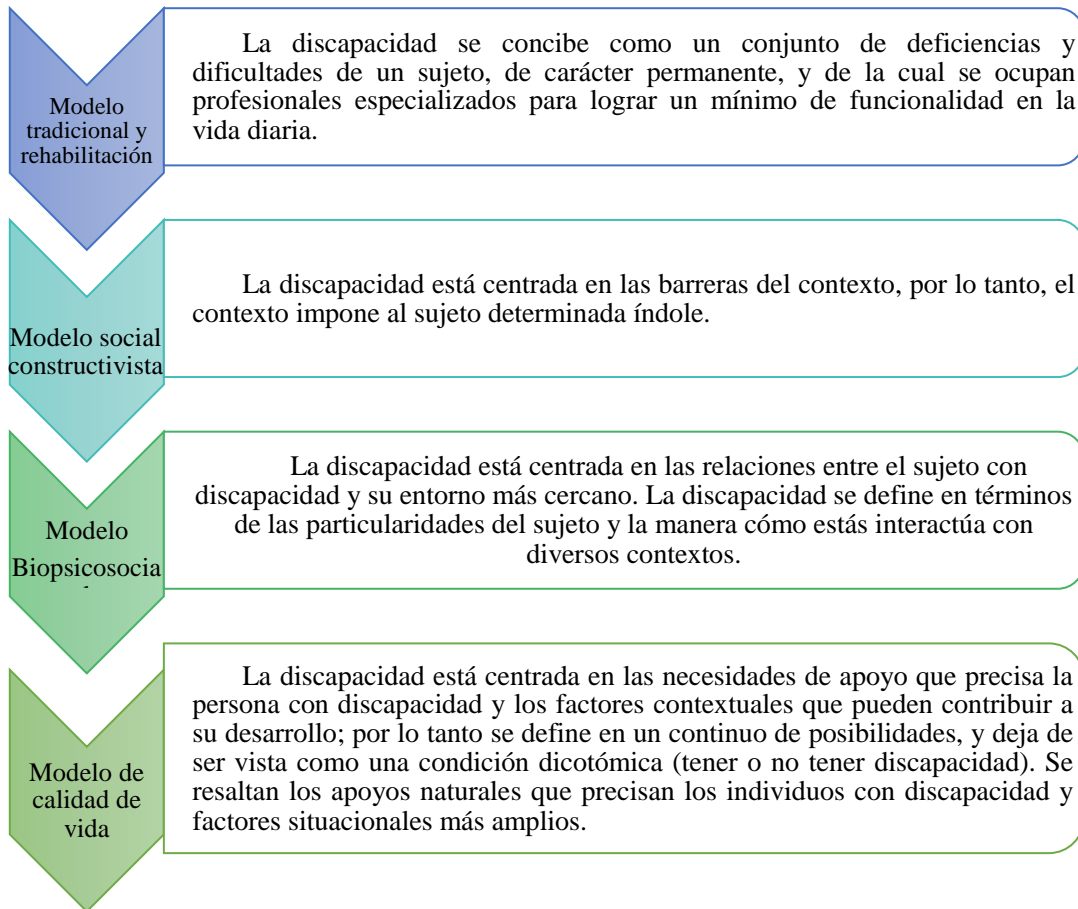 Modelo
tradicional y
rehabilitación
La discapacidad se concibe como un conjunto de deficiencias y
dificultades de un sujeto, de carácter permanente, y de la cual se ocupan
profesionales especializados para lograr un mínimo de funcionalidad en la
vida diaria.
Modelo social
constructivista
La discapacidad está centrada en las barreras del contexto, por lo tanto, el
contexto impone al sujeto determinada índole.
Modelo
Biopsicosocia
La discapacidad está centrada en las relaciones entre el sujeto con
discapacidad y su entorno más cercano. La discapacidad se define en términos
de las particularidades del sujeto y la manera cómo estás interactúa con
diversos contextos.
Modelo de
calidad de
vida
La discapacidad está centrada en las necesidades de apoyo que precisa la
persona con discapacidad y los factores contextuales que pueden contribuir a
su desarrollo; por lo tanto se define en un continuo de posibilidades, y deja de
ser vista como una condición dicotómica (tener o no tener discapacidad). Se
resaltan los apoyos naturales que precisan los individuos con discapacidad y
factores situacionales más amplios.